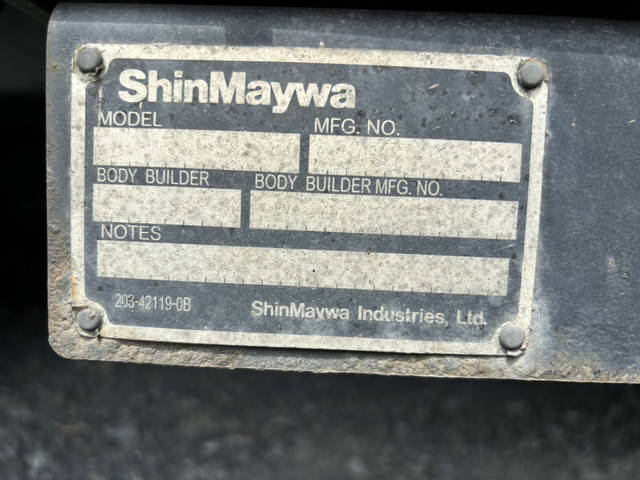 ShinMaywa
MODEL MFG. NO.
BODY BUILDER BODY BUILDER MFG. NO.
NOTES
203-42119-0B ShinMaywa Industries, Ltd.